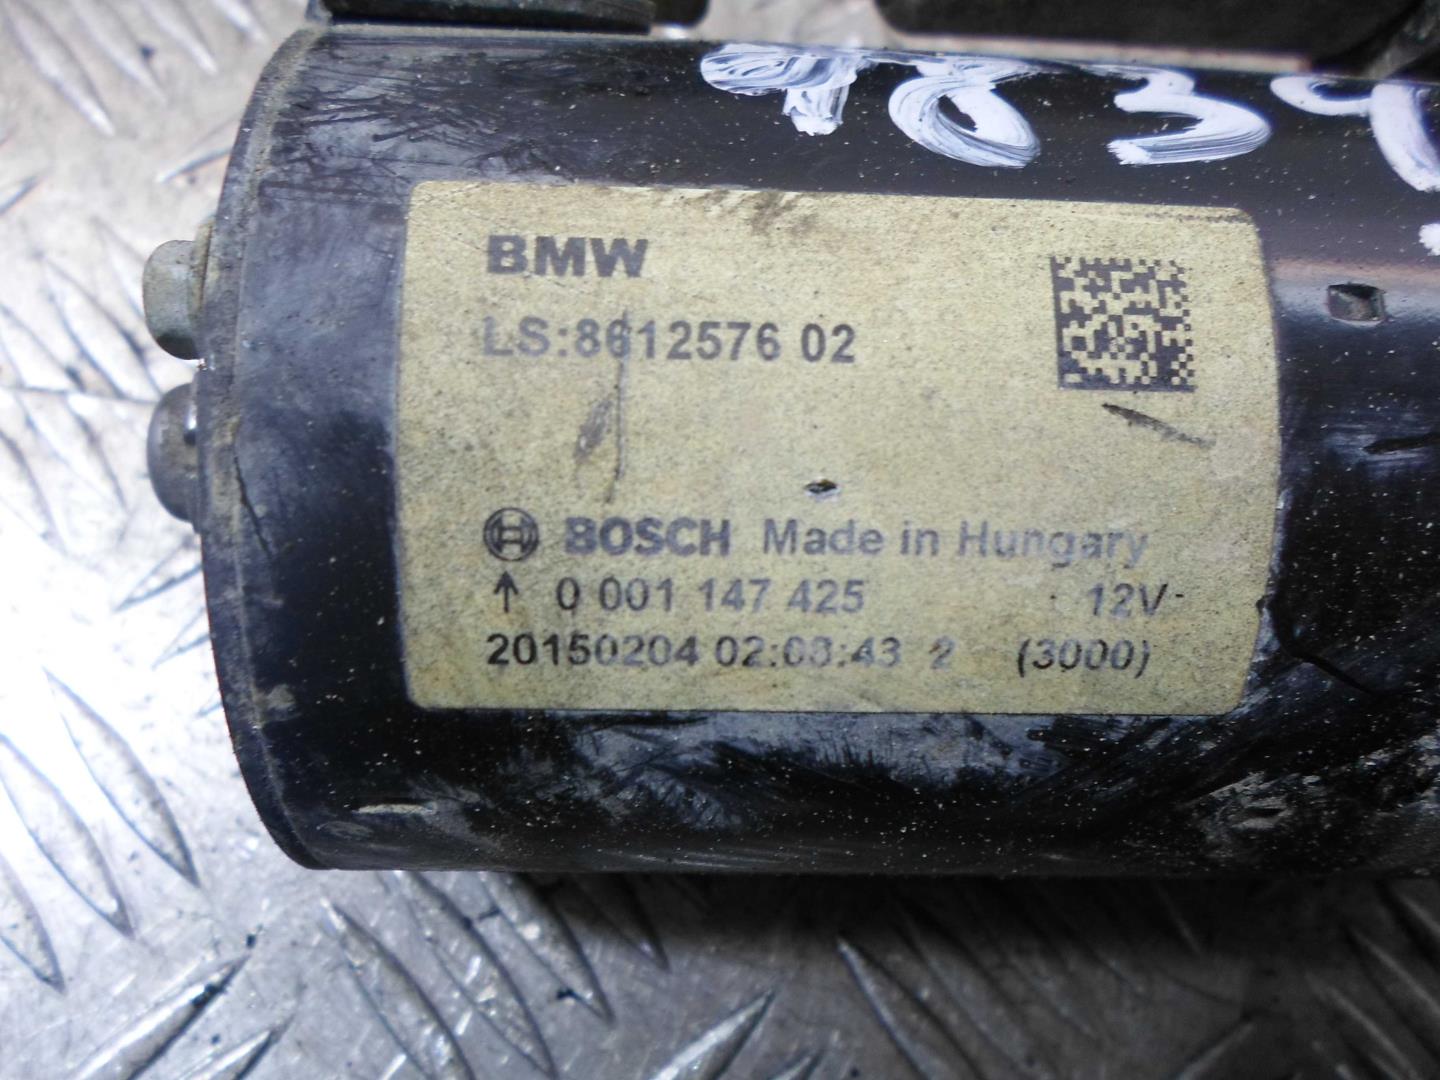 BMW
LS:8612576 02
BOSCH Made in Hungary
↑ 0 001 147 425 12V
20150204 02:08:43 2 (3000)